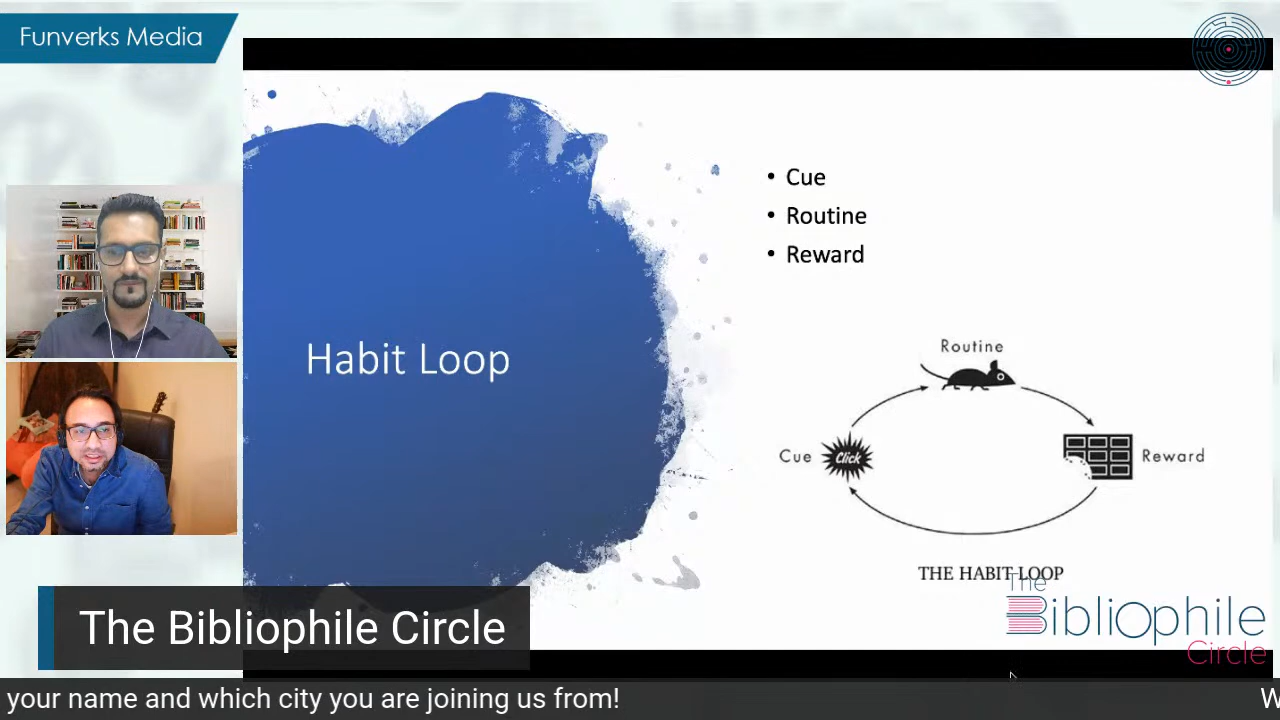 Funverks Media
Cue
Routine
Reward
Habit Loop
Routine
Cue
Click
Reward
THE HABIT LOOP
The
Bibliophile
Circle
The Bibliophile Circle
your name and which city you are joining us from!
W